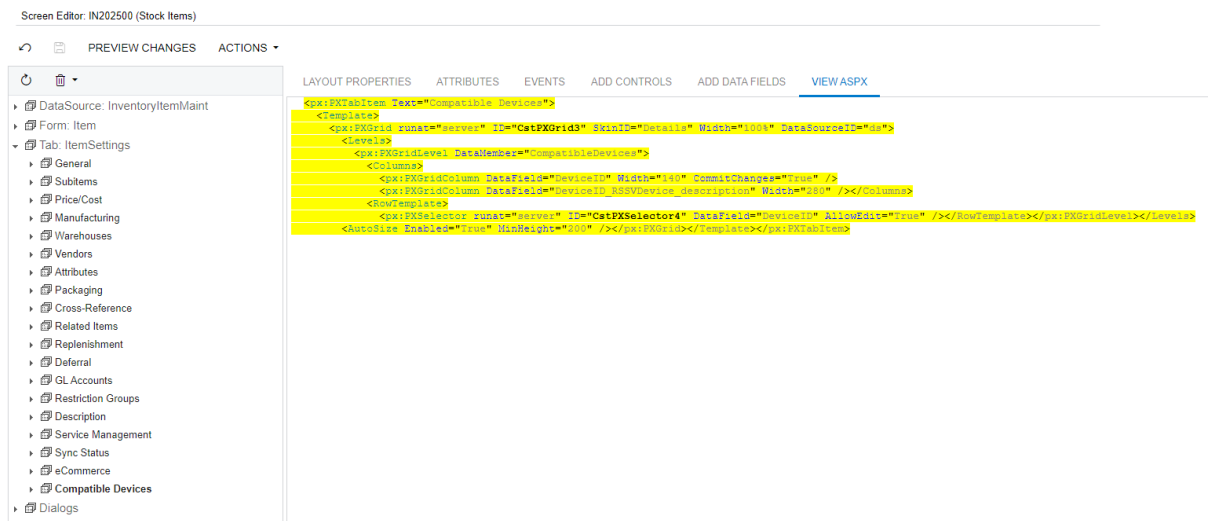 Screen Editor: IN202500 (Stock Items)
PREVIEW CHANGES ACTIONS
LAYOUT PROPERTIES ATTRIBUTES EVENTS ADD CONTROLS ADD DATA FIELDS VIEW ASPX
DataSource: InventoryItemMaint
Form: Item
Tab: ItemSettings
General
Subitems
Price/Cost
Manufacturing
Warehouses
Vendors
Attributes
Packaging
Cross-Reference
Related Items
Replenishment
Deferral
GL Accounts
Restriction Groups
Description
Service Management
Sync Status
eCommerce
Compatible Devices
Dialogs
<px:PXTabItem Text="Compatible Devices">
<Template>
<px:PXGrid runat="server" ID="CstPXGrid3" SkinID="Details" Width="100%" DataSourceID="ds">
<Levels>
<px:PXGridLevel DataMember="CompatibleDevices">
<Columns>
<px:PXGridColumn DataField="DeviceID" Width="140" CommitChanges="True" />
<px:PXGridColumn DataField="DeviceID_RSSVDevice_description" Width="280" /></Columns>
<RowTemplate>
<px:PXSelector runat="server" ID="CstPXSelector4" DataField="DeviceID" AllowEdit="True" /></RowTemplate></px:PXGridLevel></Levels>
<AutoSize Enabled="True" MinHeight="200" /></px:PXGrid></Template></px:PXTabItem>